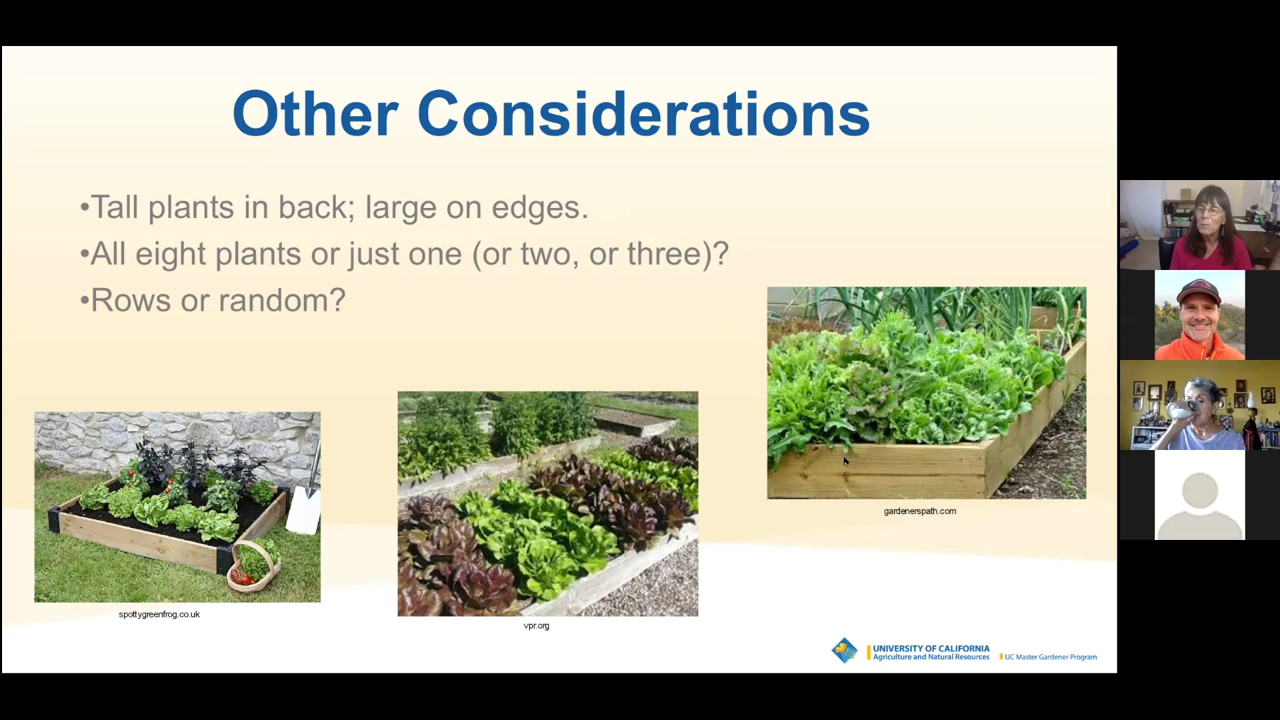 Other Considerations
•Tall plants in back; large on edges.
•All eight plants or just one (or two, or three)?
•Rows or random?
gardenerspath.com
spottygreenfrog.co.uk
vpr.org
UNIVERSITY OF CALIFORNIA
Agriculture and Natural Resources
UC Master Gardener Program